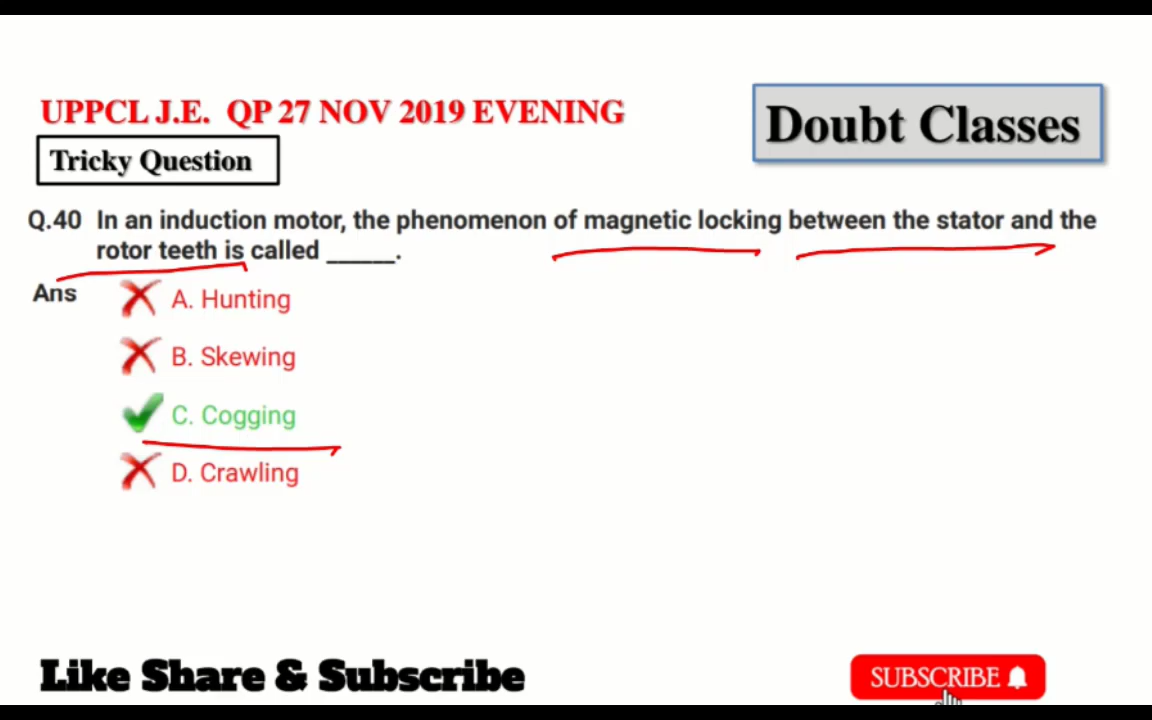 UPPCL J.E. QP 27 NOV 2019 EVENING
Doubt Classes
Tricky Question
Q.40 In an induction motor, the phenomenon of magnetic locking between the stator and the
rotor teeth is called ______.
Ans
A. Hunting
B. Skewing
C. Cogging
D. Crawling
Like Share & Subscribe
SUBSCRIBE